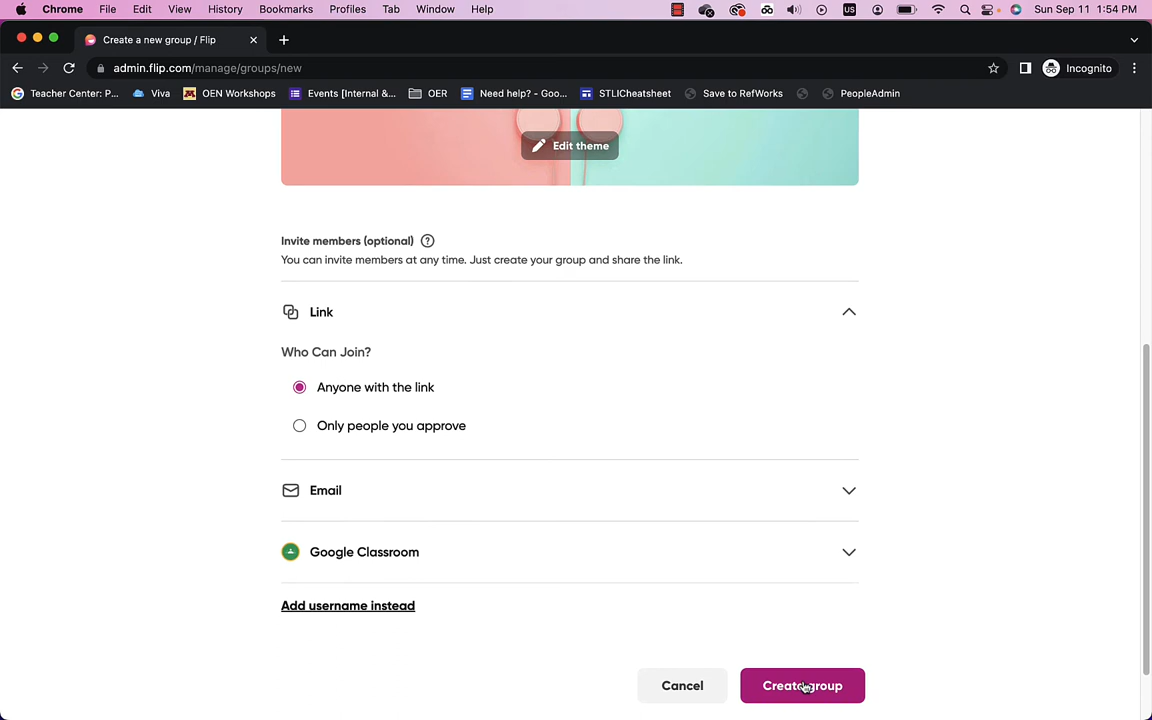 Chrome File Edit View History Bookmarks Profiles Tab Window Help US Sun Sep 11 1:54 PM
Create a new group / Flip
admin.flip.com/manage/groups/new Incognito
Teacher Center: P... Viva OEN Workshops Events [Internal &... OER Need help? - Goo... STLICheatsheet Save to RefWorks PeopleAdmin
Edit theme
Invite members (optional) ?
You can invite members at any time. Just create your group and share the link.
Link
Who Can Join?
Anyone with the link
Only people you approve
Email
Google Classroom
Add username instead
Cancel Create group